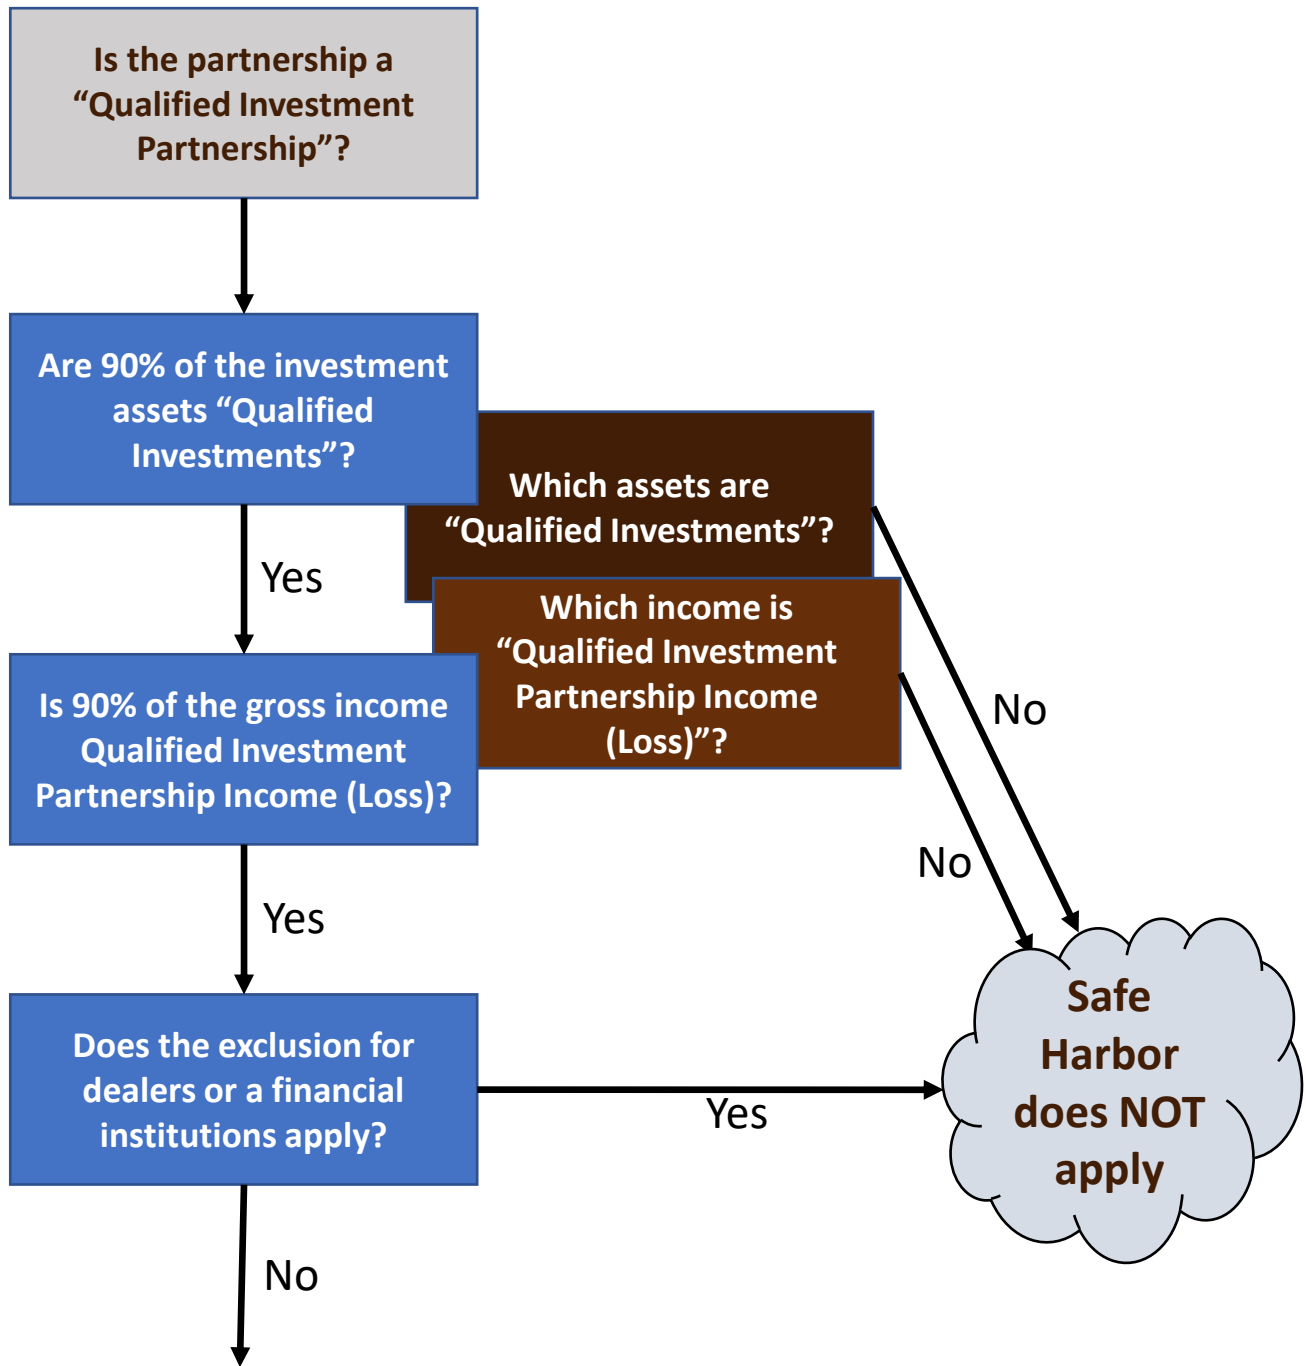 Is the partnership a
“Qualified Investment
Partnership”?
Are 90% of the investment
assets “Qualified
Investments”?
Which assets are
“Qualified Investments”?
Yes
Which income is
“Qualified Investment
Partnership Income
(Loss)”?
No
Is 90% of the gross income
Qualified Investment
Partnership Income (Loss)?
No
Yes
Safe
Harbor
does NOT
apply
Does the exclusion for
dealers or a financial
institutions apply?
Yes
No